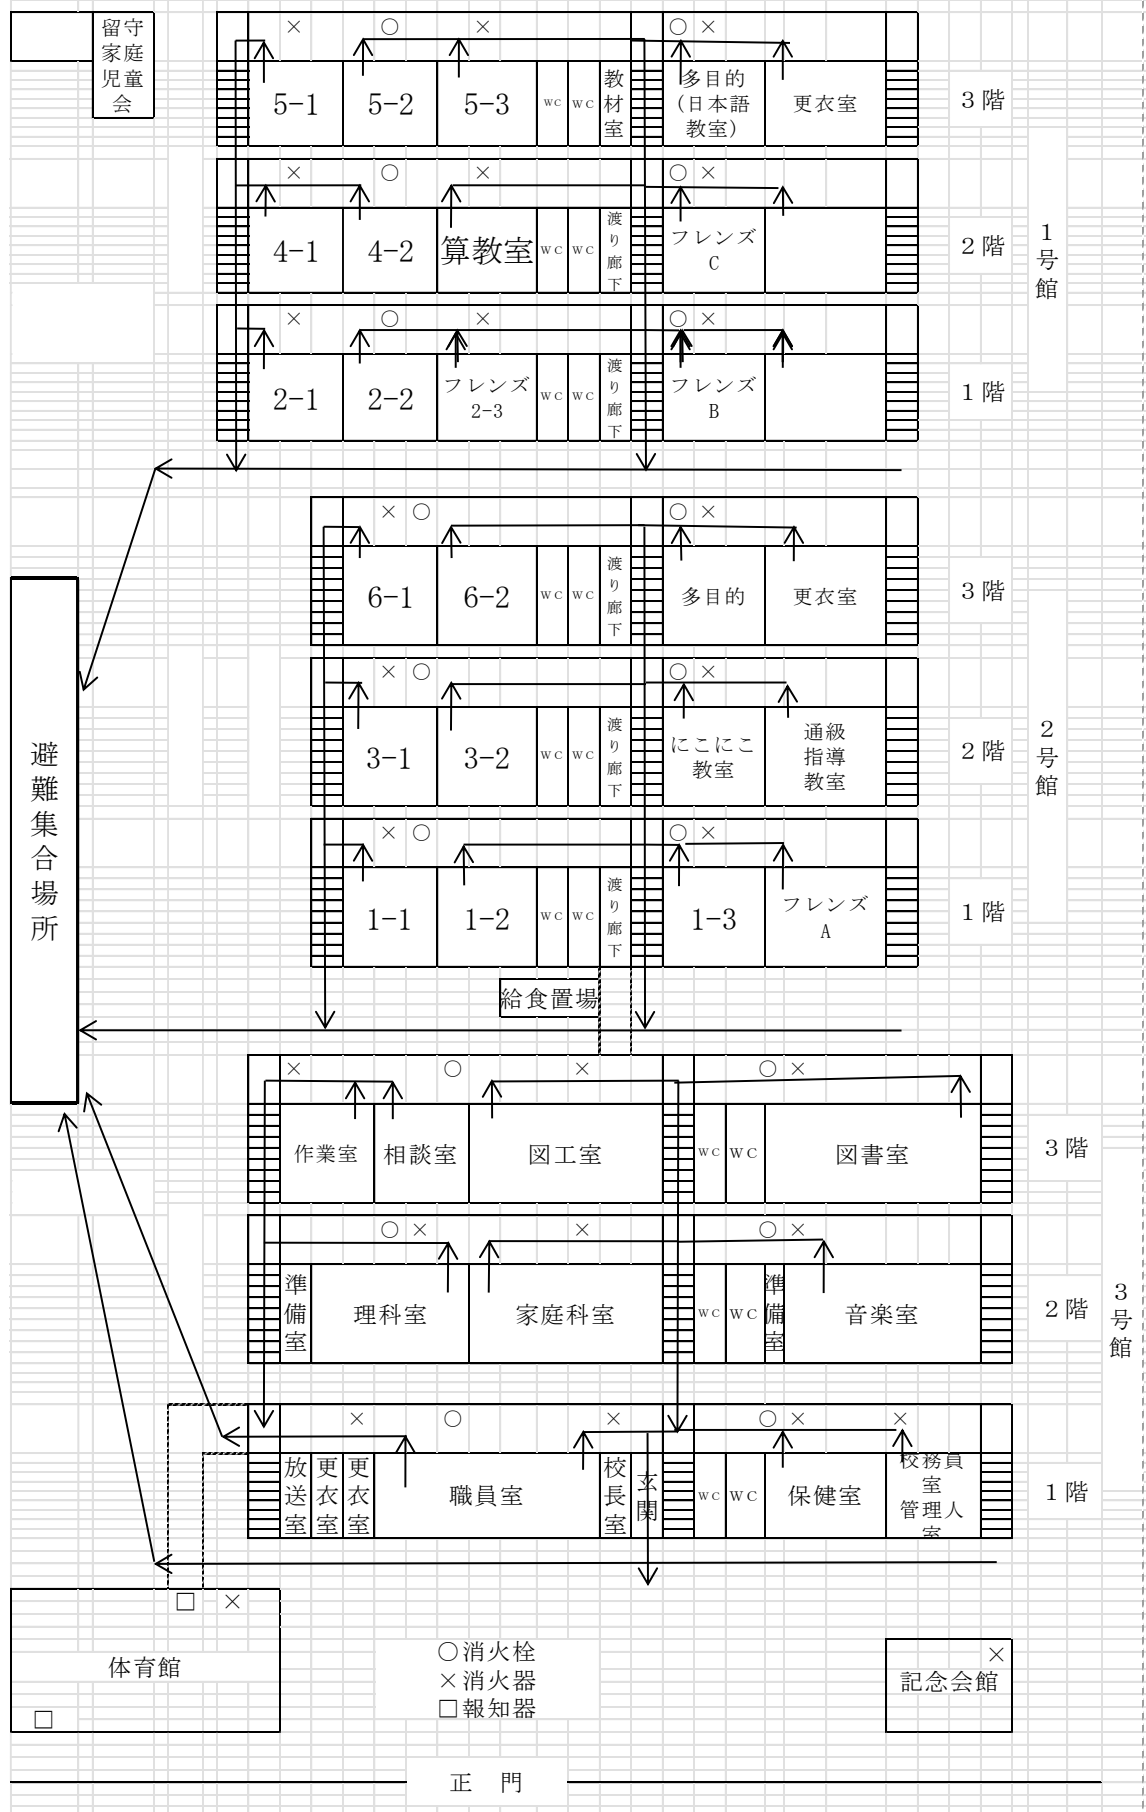 留守
家庭
児童
会
× ○ × ○ ×
5-1 5-2 5-3 WC WC 教材室 多目的
(日本語
教室) 更衣室 3階
× ○ × ○ ×
4-1 4-2 算教室 WC WC 渡り廊下 フレンズ
C 2階
× ○ × ○ ×
2-1 2-2 フレンズ
2-3 WC WC 渡り廊下 フレンズ
B 1階
1号館
× ○ ○ ×
6-1 6-2 WC WC 渡り廊下 多目的 更衣室 3階
× ○ ○ ×
3-1 3-2 WC WC 渡り廊下 にこにこ
教室 通級
指導
教室 2階
× ○ ○ ×
1-1 1-2 WC WC 渡り廊下 1-3 フレンズ
A 1階
2号館
避難集合場所
給食置場
× ○ × ○ ×
作業室 相談室 図工室 WC WC 図書室 3階
○ × × ○ ×
準備室 理科室 家庭科室 WC WC 準備室 音楽室 2階
× ○ × ○ × ×
放送室 更衣室 更衣室 職員室 校長室 玄関 WC WC 保健室 校務員
室
管理人
室 1階
3号館
□ ×
体育館
□
○消火栓
×消火器
□報知器
×
記念会館
正 門